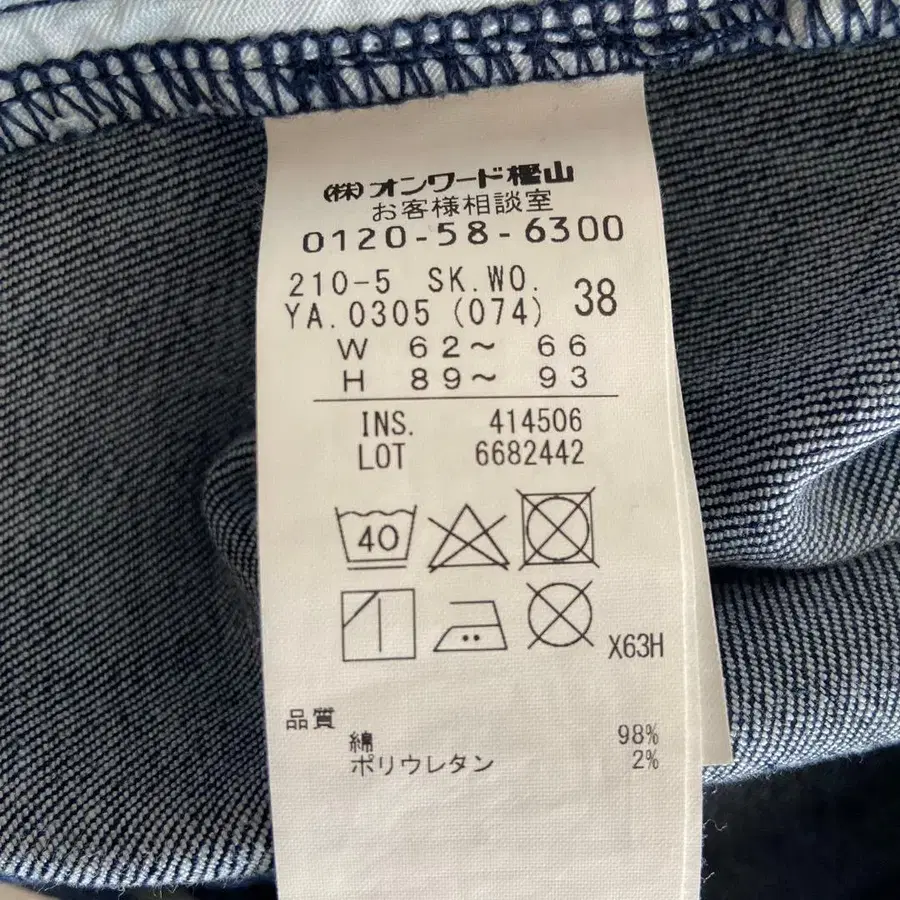 (株)オンワード樫山
お客様相談室
0120-58-6300
210-5 SK.WO.
YA.0305(074) 38
W 62~ 66
H 89~ 93
INS. 414506
LOT 6682442
40
X63H
品質
綿 98%
ポリウレタン 2%